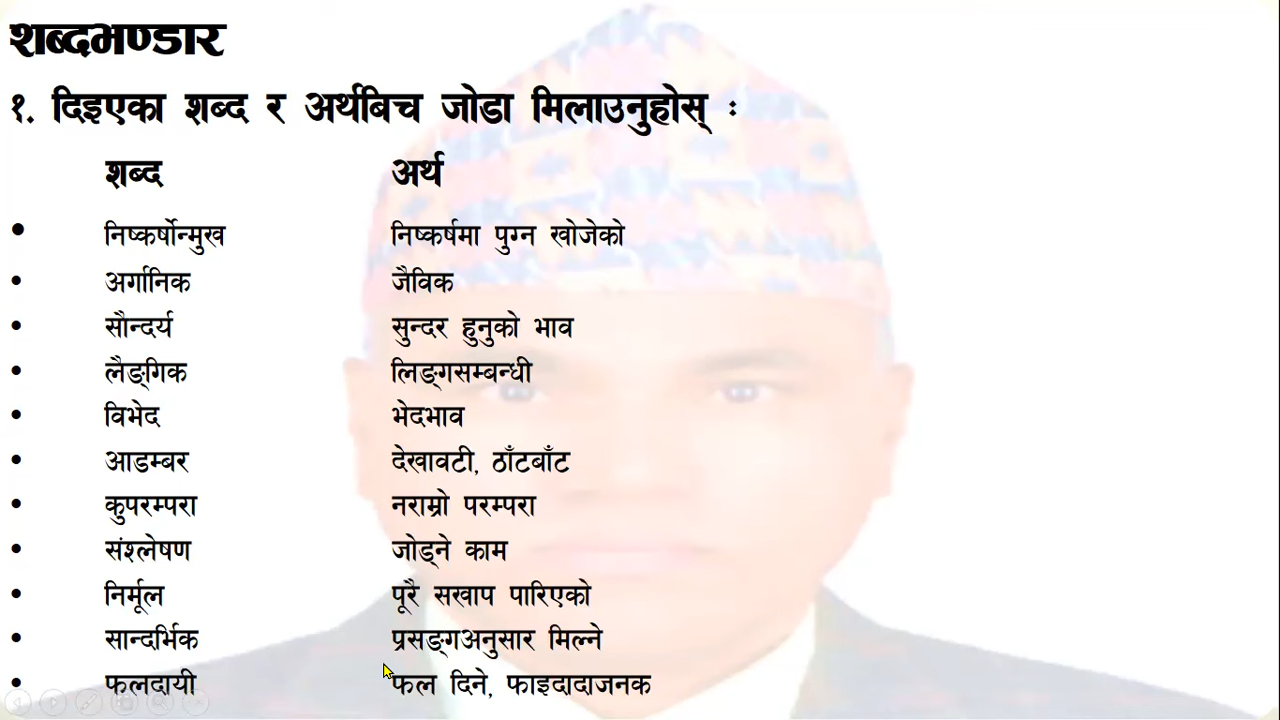 शब्दभण्डार
१. दिइएका शब्द र अर्थबिच जोडा मिलाउनुहोस् :
शब्द अर्थ
• निष्कर्षोन्मुख निष्कर्षमा पुग्न खोजेको
• अर्गानिक जैविक
• सौन्दर्य सुन्दर हुनुको भाव
• लैङ्गिक लिङ्गसम्बन्धी
• विभेद भेदभाव
• आडम्बर देखावटी, ठाँटबाँट
• कुपरम्परा नराम्रो परम्परा
• संश्लेषण जोड्ने काम
• निर्मूल पूरै सखाप पारिएको
• सान्दर्भिक प्रसङ्गअनुसार मिल्ने
• फलदायी फल दिने, फाइदादाजनक